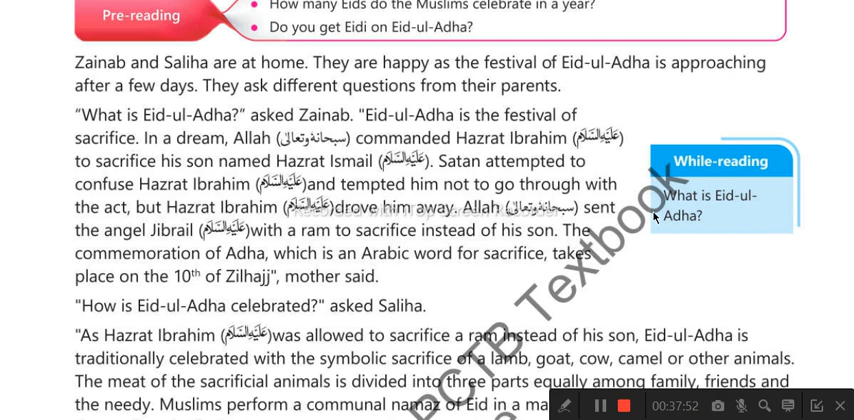 • How many Eids do the Muslims celebrate in a year?
Pre-reading
• Do you get Eidi on Eid-ul-Adha?
Zainab and Saliha are at home. They are happy as the festival of Eid-ul-Adha is approaching
after a few days. They ask different questions from their parents.
"What is Eid-ul-Adha?" asked Zainab. "Eid-ul-Adha is the festival of
sacrifice. In a dream, Allah (سبحانہٗ وتعالیٰ) commanded Hazrat Ibrahim (عَلَيْهِ السَّلَام)
to sacrifice his son named Hazrat Ismail (عَلَيْهِ السَّلَام). Satan attempted to
confuse Hazrat Ibrahim (عَلَيْهِ السَّلَام) and tempted him not to go through with
the act, but Hazrat Ibrahim (عَلَيْهِ السَّلَام) drove him away. Allah (سبحانہٗ وتعالیٰ) sent
the angel Jibrail (عَلَيْهِ السَّلَام) with a ram to sacrifice instead of his son. The
commemoration of Adha, which is an Arabic word for sacrifice, takes
place on the 10th of Zilhajj", mother said.
While-reading
What is Eid-ul-
Adha?
"How is Eid-ul-Adha celebrated?" asked Saliha.
"As Hazrat Ibrahim (عَلَيْهِ السَّلَام) was allowed to sacrifice a ram instead of his son, Eid-ul-Adha is
traditionally celebrated with the symbolic sacrifice of a lamb, goat, cow, camel or other animals.
The meat of the sacrificial animals is divided into three parts equally among family, friends and
the needy. Muslims perform a communal namaz of Eid in a
PCTB Textbook
00:37:52